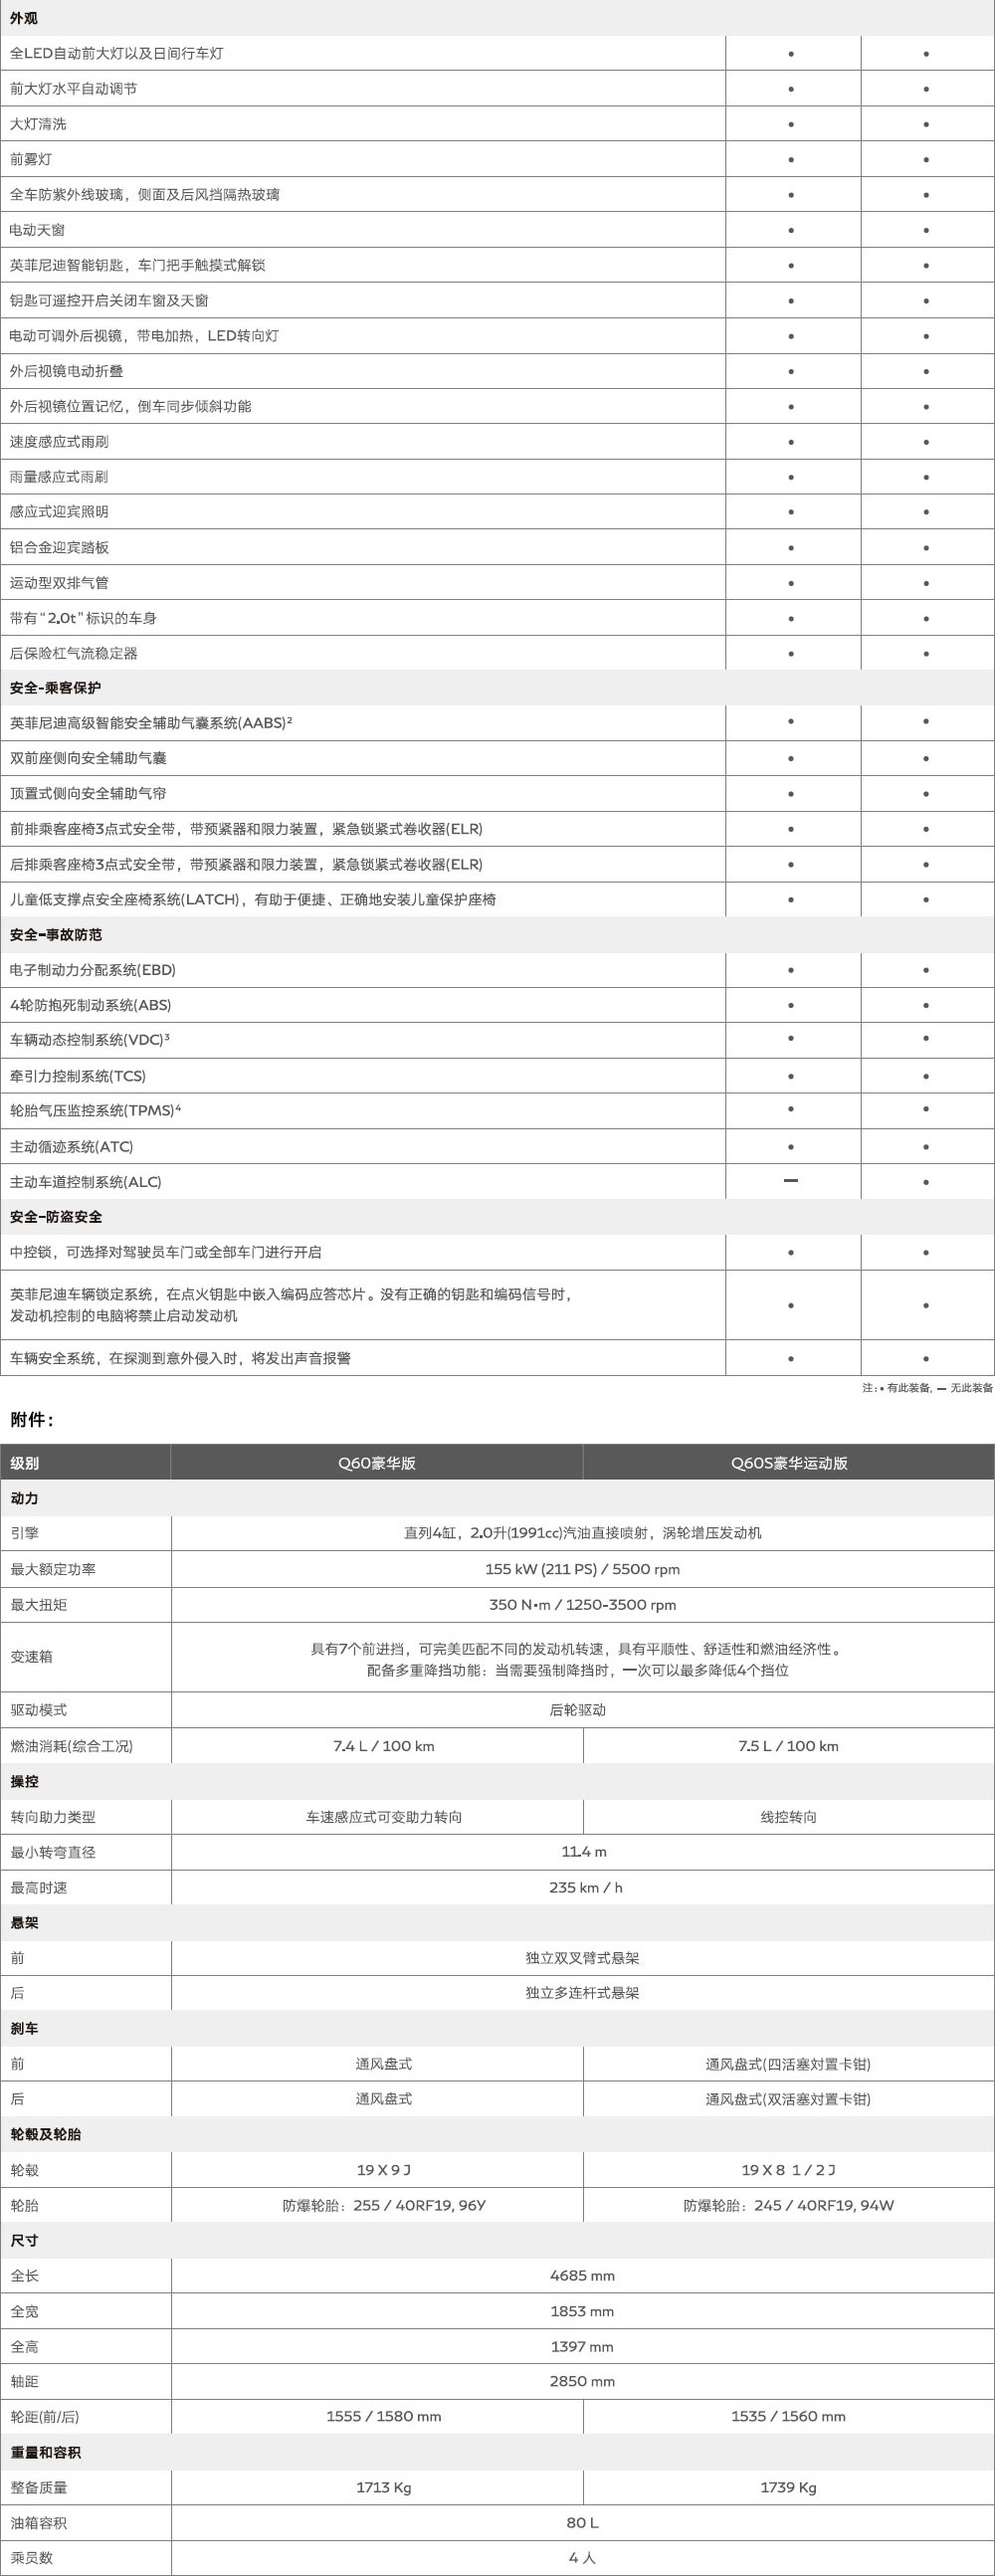 外观
全LED自动前大灯以及日间行车灯 • •
前大灯水平自动调节 • •
大灯清洗 • •
前雾灯 • •
全车防紫外线玻璃，侧面及后风挡隔热玻璃 • •
电动天窗 • •
英菲尼迪智能钥匙，车门把手触摸式解锁 • •
钥匙可遥控开启关闭车窗及天窗 • •
电动可调外后视镜，带电加热，LED转向灯 • •
外后视镜电动折叠 • •
外后视镜位置记忆，倒车同步倾斜功能 • •
速度感应式雨刷 • •
雨量感应式雨刷 • •
感应式迎宾照明 • •
铝合金迎宾踏板 • •
运动型双排气管 • •
带有“2.0t”标识的车身 • •
后保险杠气流稳定器 • •
安全-乘客保护
英菲尼迪高级智能安全辅助气囊系统(AABS)² • •
双前座侧向安全辅助气囊 • •
顶置式侧向安全辅助气帘 • •
前排乘客座椅3点式安全带，带预紧器和限力装置，紧急锁紧式卷收器(ELR) • •
后排乘客座椅3点式安全带，带预紧器和限力装置，紧急锁紧式卷收器(ELR) • •
儿童低支撑点安全座椅系统(LATCH)，有助于便捷、正确地安装儿童保护座椅 • •
安全-事故防范
电子制动力分配系统(EBD) • •
4轮防抱死制动系统(ABS) • •
车辆动态控制系统(VDC)³ • •
牵引力控制系统(TCS) • •
轮胎气压监控系统(TPMS)⁴ • •
主动循迹系统(ATC) • •
主动车道控制系统(ALC) — •
安全-防盗安全
中控锁，可选择对驾驶员车门或全部车门进行开启 • •
英菲尼迪车辆锁定系统，在点火钥匙中嵌入编码应答芯片。没有正确的钥匙和编码信号时，
发动机控制的电脑将禁止启动发动机 • •
车辆安全系统，在探测到意外侵入时，将发出声音报警 • •
注：• 有此装备, — 无此装备
附件：
级别 Q60豪华版 Q60S豪华运动版
动力
引擎 直列4缸，2.0升(1991cc)汽油直接喷射，涡轮增压发动机
最大额定功率 155 kW (211 PS) / 5500 rpm
最大扭矩 350 N·m / 1250-3500 rpm
变速箱 具有7个前进挡，可完美匹配不同的发动机转速，具有平顺性、舒适性和燃油经济性。
配备多重降挡功能：当需要强制降挡时，一次可以最多降低4个挡位
驱动模式 后轮驱动
燃油消耗(综合工况) 7.4 L / 100 km 7.5 L / 100 km
操控
转向助力类型 车速感应式可变助力转向 线控转向
最小转弯直径 11.4 m
最高时速 235 km / h
悬架
前 独立双叉臂式悬架
后 独立多连杆式悬架
刹车
前 通风盘式 通风盘式(四活塞对置卡钳)
后 通风盘式 通风盘式(双活塞对置卡钳)
轮毂及轮胎
轮毂 19 X 9 J 19 X 8 1 / 2 J
轮胎 防爆轮胎：255 / 40RF19, 96Y 防爆轮胎：245 / 40RF19, 94W
尺寸
全长 4685 mm
全宽 1853 mm
全高 1397 mm
轴距 2850 mm
轮距(前/后) 1555 / 1580 mm 1535 / 1560 mm
重量和容积
整备质量 1713 Kg 1739 Kg
油箱容积 80 L
乘员数 4 人